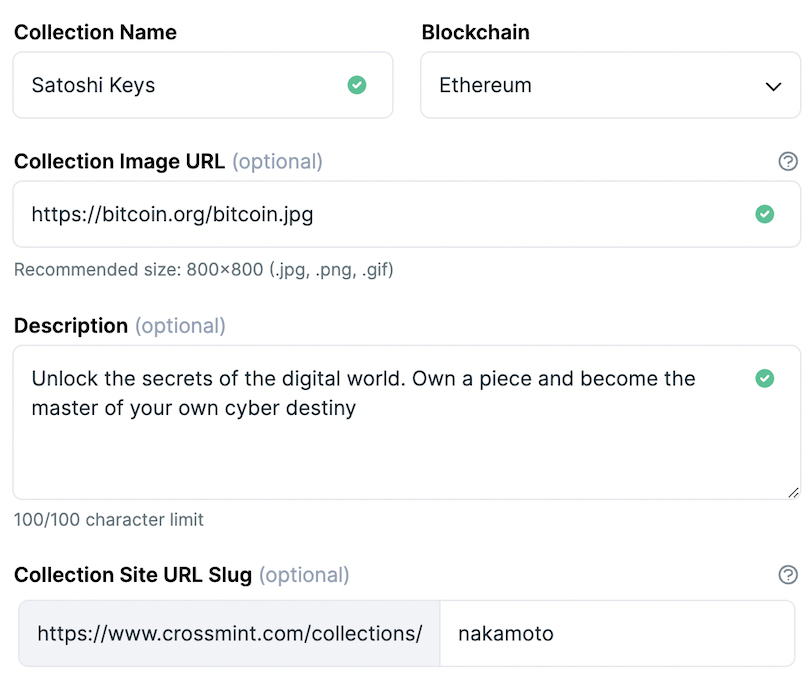 Collection Name
Blockchain
Satoshi Keys
Ethereum
Collection Image URL (optional)
https://bitcoin.org/bitcoin.jpg
Recommended size: 800×800 (.jpg, .png, .gif)
Description (optional)
Unlock the secrets of the digital world. Own a piece and become the
master of your own cyber destiny
100/100 character limit
Collection Site URL Slug (optional)
https://www.crossmint.com/collections/ nakamoto